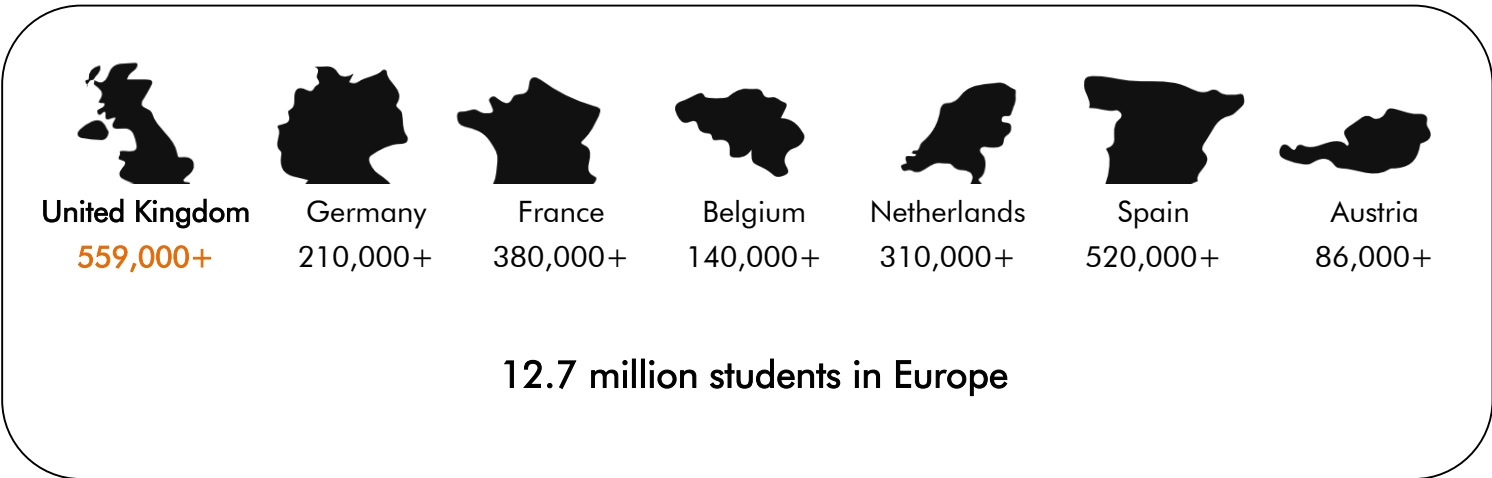 United Kingdom Germany France Belgium Netherlands Spain Austria
559,000+ 210,000+ 380,000+ 140,000+ 310,000+ 520,000+ 86,000+
12.7 million students in Europe